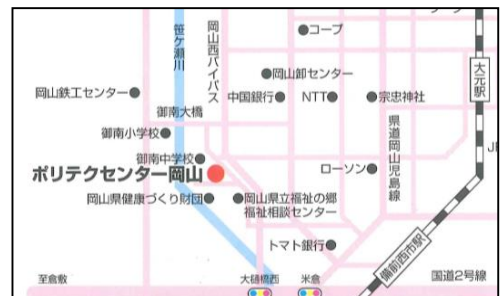 コープ
笹ヶ瀬川
岡山西バイパス
岡山卸センター
大元駅
岡山鉄工センター
中国銀行
NTT
宗忠神社
御南大橋
御南小学校
県道岡山児島線
御南中学校
ローソン
ポリテクセンター岡山
岡山県健康づくり財団
岡山県立福祉の郷
福祉相談センター
トマト銀行
備前西市駅
至倉敷
大樋橋西
米倉
国道2号線